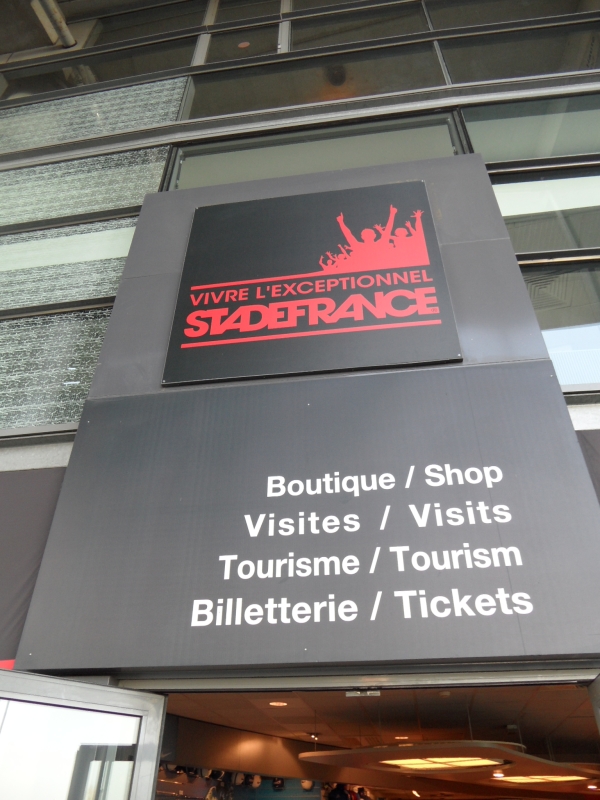 VIVRE L'EXCEPTIONNEL
STADEFRANCE
Boutique / Shop
Visites / Visits
Tourisme / Tourism
Billetterie / Tickets